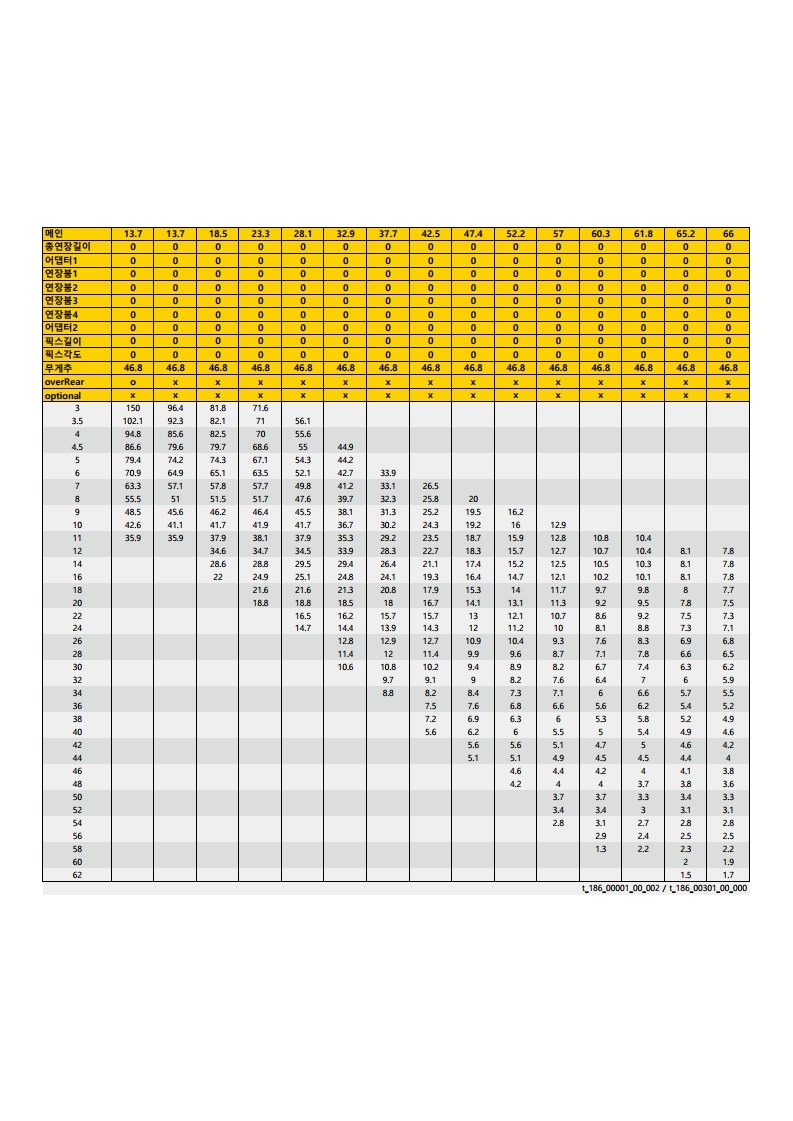 메인 13.7 13.7 18.5 23.3 28.1 32.9 37.7 42.5 47.4 52.2 57 60.3 61.8 65.2 66
총연장길이 0 0 0 0 0 0 0 0 0 0 0 0 0 0 0
어댑터1 0 0 0 0 0 0 0 0 0 0 0 0 0 0 0
연장붐1 0 0 0 0 0 0 0 0 0 0 0 0 0 0 0
연장붐2 0 0 0 0 0 0 0 0 0 0 0 0 0 0 0
연장붐3 0 0 0 0 0 0 0 0 0 0 0 0 0 0 0
연장붐4 0 0 0 0 0 0 0 0 0 0 0 0 0 0 0
어댑터2 0 0 0 0 0 0 0 0 0 0 0 0 0 0 0
픽스길이 0 0 0 0 0 0 0 0 0 0 0 0 0 0 0
픽스각도 0 0 0 0 0 0 0 0 0 0 0 0 0 0 0
무게추 46.8 46.8 46.8 46.8 46.8 46.8 46.8 46.8 46.8 46.8 46.8 46.8 46.8 46.8 46.8
overRear o x x x x x x x x x x x x x x
optional x x x x x x x x x x x x x x x
3 150 96.4 81.8 71.6
3.5 102.1 92.3 82.1 71 56.1
4 94.8 85.6 82.5 70 55.6
4.5 86.6 79.6 79.7 68.6 55 44.9
5 79.4 74.2 74.3 67.1 54.3 44.2
6 70.9 64.9 65.1 63.5 52.1 42.7 33.9
7 63.3 57.1 57.8 57.7 49.8 41.2 33.1 26.5
8 55.5 51 51.5 51.7 47.6 39.7 32.3 25.8 20
9 48.5 45.6 46.2 46.4 45.5 38.1 31.3 25.2 19.5 16.2
10 42.6 41.1 41.7 41.9 41.7 36.7 30.2 24.3 19.2 16 12.9
11 35.9 35.9 37.9 38.1 37.9 35.3 29.2 23.5 18.7 15.9 12.8 10.8 10.4
12 34.6 34.7 34.5 33.9 28.3 22.7 18.3 15.7 12.7 10.7 10.4 8.1 7.8
14 28.6 28.8 29.5 29.4 26.4 21.1 17.4 15.2 12.5 10.5 10.3 8.1 7.8
16 22 24.9 25.1 24.8 24.1 19.3 16.4 14.7 12.1 10.2 10.1 8.1 7.8
18 21.6 21.6 21.3 20.8 17.9 15.3 14 11.7 9.7 9.8 8 7.7
20 18.8 18.8 18.5 18 16.7 14.1 13.1 11.3 9.2 9.5 7.8 7.5
22 16.5 16.2 15.7 15.7 13 12.1 10.7 8.6 9.2 7.5 7.3
24 14.7 14.4 13.9 14.3 12 11.2 10 8.1 8.8 7.3 7.1
26 12.8 12.9 12.7 10.9 10.4 9.3 7.6 8.3 6.9 6.8
28 11.4 12 11.4 9.9 9.6 8.7 7.1 7.8 6.6 6.5
30 10.6 10.8 10.2 9.4 8.9 8.2 6.7 7.4 6.3 6.2
32 9.7 9.1 9 8.2 7.6 6.4 7 6 5.9
34 8.8 8.2 8.4 7.3 7.1 6 6.6 5.7 5.5
36 7.5 7.6 6.8 6.6 5.6 6.2 5.4 5.2
38 7.2 6.9 6.3 6 5.3 5.8 5.2 4.9
40 5.6 6.2 6 5.5 5 5.4 4.9 4.6
42 5.6 5.6 5.1 4.7 5 4.6 4.2
44 5.1 5.1 4.9 4.5 4.5 4.4 4
46 4.6 4.4 4.2 4 4.1 3.8
48 4.2 4 4 3.7 3.8 3.6
50 3.7 3.7 3.3 3.4 3.3
52 3.4 3.4 3 3.1 3.1
54 2.8 3.1 2.7 2.8 2.8
56 2.9 2.4 2.5 2.5
58 1.3 2.2 2.3 2.2
60 2 1.9
62 1.5 1.7
t_186_00001_00_002 / t_186_00301_00_000